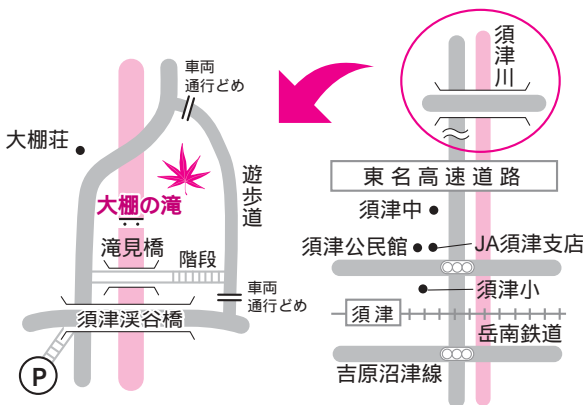 車両
通行どめ
大棚荘
大棚の滝
遊歩道
滝見橋
階段
車両
通行どめ
須津渓谷橋
P
須津川
東名高速道路
須津中
須津公民館
JA須津支店
須津小
須津
岳南鉄道
吉原沼津線